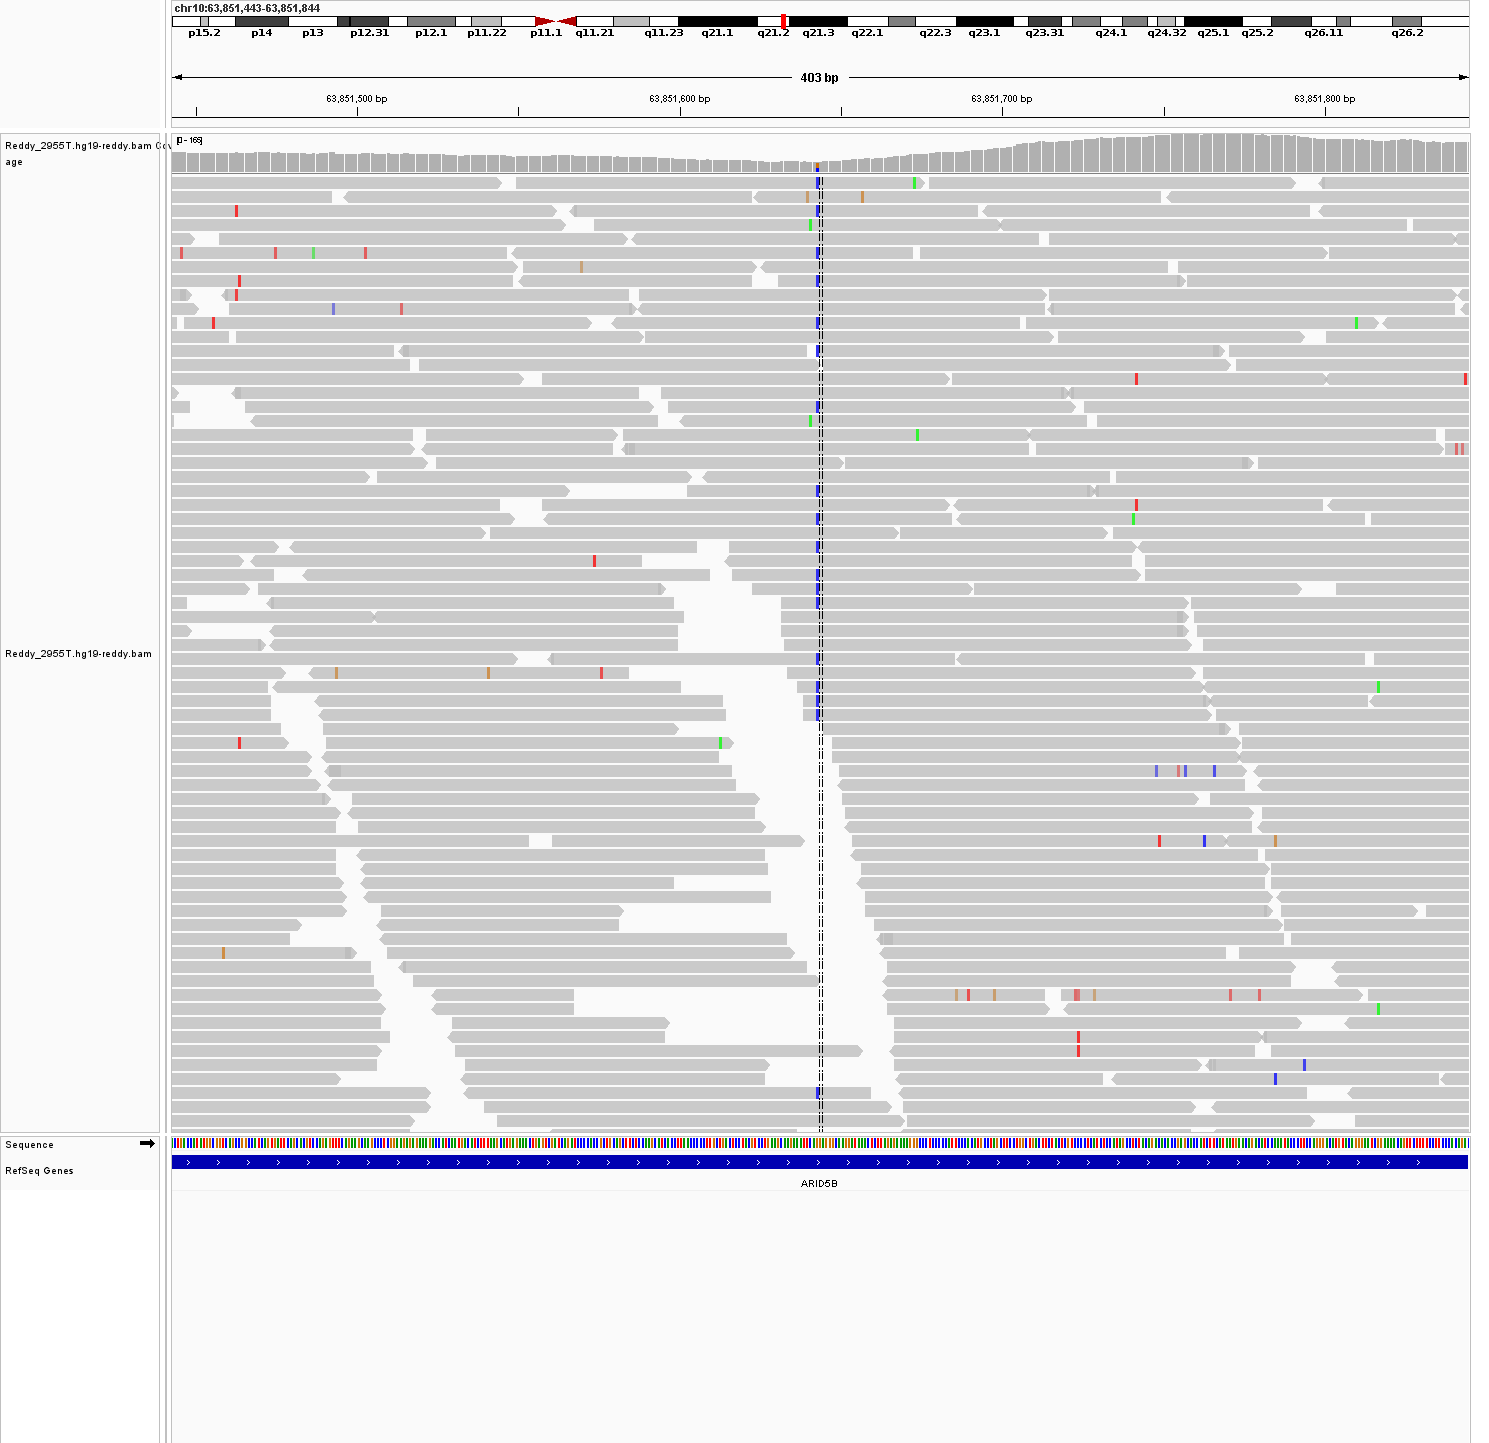 chr10:63,851,443-63,851,844
p15.2 p14 p13 p12.31 p12.1 p11.22 p11.1 q11.21 q11.23 q21.1 q21.2 q21.3 q22.1 q22.3 q23.1 q23.31 q24.1 q24.32 q25.1 q25.2 q26.11 q26.2
403 bp
63,851,500 bp 63,851,600 bp 63,851,700 bp 63,851,800 bp
[0 - 165]
Reddy_2955T.hg19-reddy.bam Cov
age
Reddy_2955T.hg19-reddy.bam
Sequence
RefSeq Genes
ARID5B